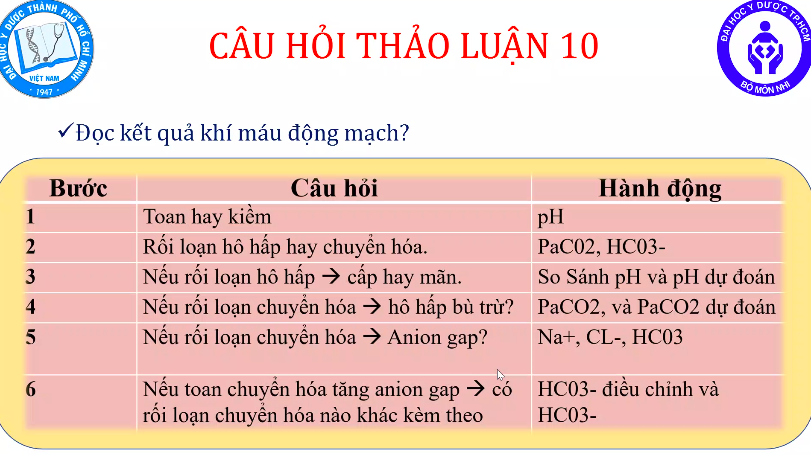 ĐẠI HỌC Y DƯỢC THÀNH PHỐ HỒ CHÍ MINH
VIỆT NAM
1947
ĐẠI HỌC Y DƯỢC TP.HCM
BỘ MÔN NHI
CÂU HỎI THẢO LUẬN 10
✓Đọc kết quả khí máu động mạch?
Bước Câu hỏi Hành động
1 Toan hay kiềm pH
2 Rối loạn hô hấp hay chuyển hóa. PaC02, HC03-
3 Nếu rối loạn hô hấp → cấp hay mãn. So Sánh pH và pH dự đoán
4 Nếu rối loạn chuyển hóa → hô hấp bù trừ? PaCO2, và PaCO2 dự đoán
5 Nếu rối loạn chuyển hóa → Anion gap? Na+, CL-, HC03
6 Nếu toan chuyển hóa tăng anion gap → có HC03- điều chỉnh và
rối loạn chuyển hóa nào khác kèm theo HC03-